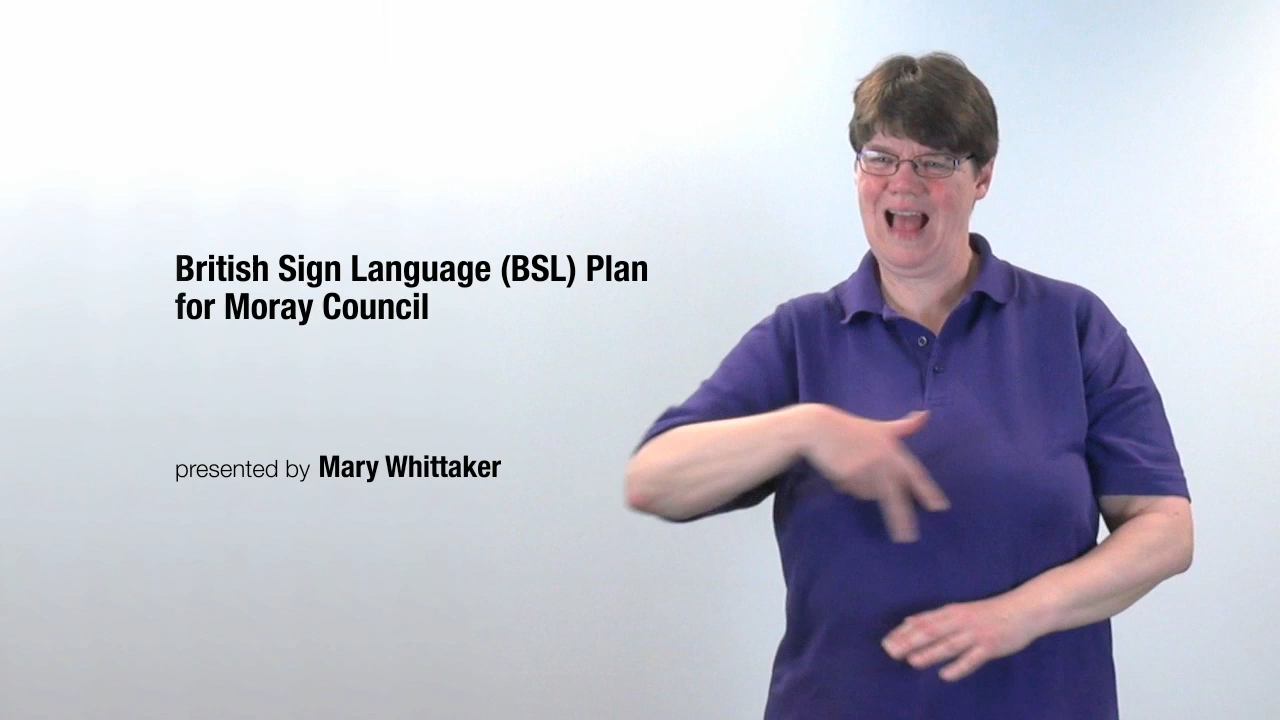 British Sign Language (BSL) Plan
for Moray Council
presented by Mary Whittaker